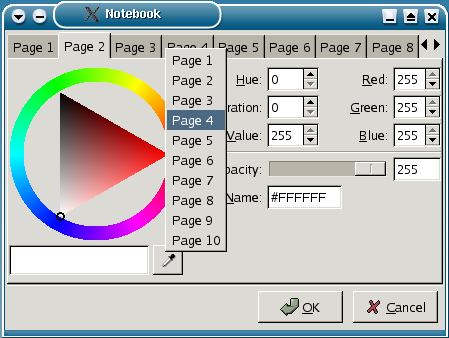 Notebook
Page 1 Page 2 Page 3 Page 4 Page 5 Page 6 Page 7 Page 8
Page 1
Page 2
Page 3
Page 4
Page 5
Page 6
Page 7
Page 8
Page 9
Page 10
Hue: 0 Red: 255
ration: 0 Green: 255
Value: 255 Blue: 255
pacity: 255
Name: #FFFFFF
OK Cancel